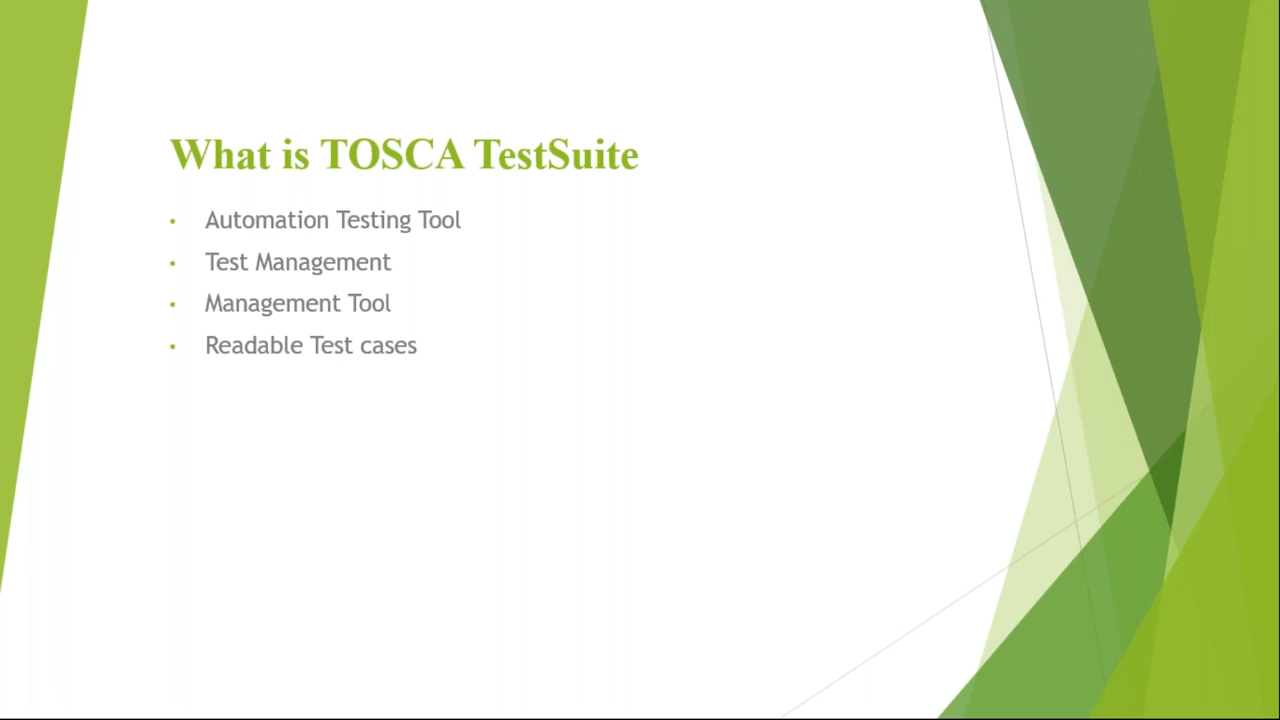 What is TOSCA TestSuite
• Automation Testing Tool
• Test Management
• Management Tool
• Readable Test cases